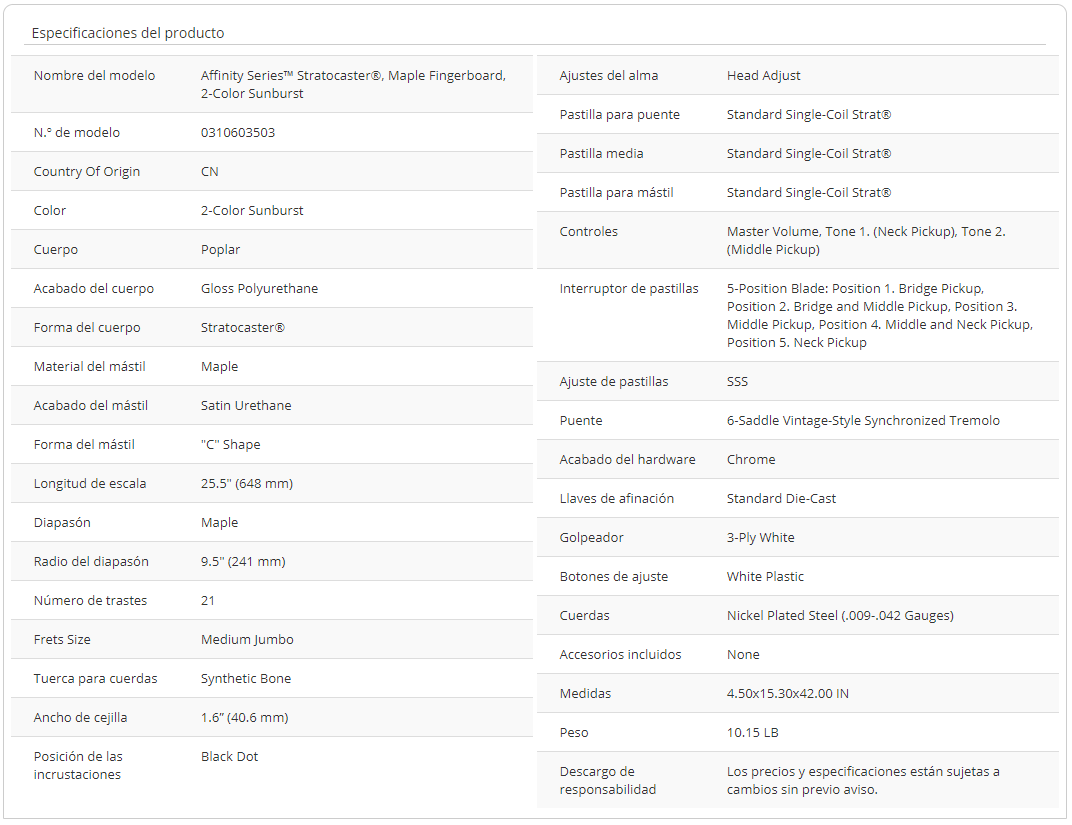 Especificaciones del producto
Nombre del modelo Affinity Series™ Stratocaster®, Maple Fingerboard,
2-Color Sunburst
N.º de modelo 0310603503
Country Of Origin CN
Color 2-Color Sunburst
Cuerpo Poplar
Acabado del cuerpo Gloss Polyurethane
Forma del cuerpo Stratocaster®
Material del mástil Maple
Acabado del mástil Satin Urethane
Forma del mástil "C" Shape
Longitud de escala 25.5" (648 mm)
Diapasón Maple
Radio del diapasón 9.5" (241 mm)
Número de trastes 21
Frets Size Medium Jumbo
Tuerca para cuerdas Synthetic Bone
Ancho de cejilla 1.6” (40.6 mm)
Posición de las Black Dot
incrustaciones
Ajustes del alma Head Adjust
Pastilla para puente Standard Single-Coil Strat®
Pastilla media Standard Single-Coil Strat®
Pastilla para mástil Standard Single-Coil Strat®
Controles Master Volume, Tone 1. (Neck Pickup), Tone 2.
(Middle Pickup)
Interruptor de pastillas 5-Position Blade: Position 1. Bridge Pickup,
Position 2. Bridge and Middle Pickup, Position 3.
Middle Pickup, Position 4. Middle and Neck Pickup,
Position 5. Neck Pickup
Ajuste de pastillas SSS
Puente 6-Saddle Vintage-Style Synchronized Tremolo
Acabado del hardware Chrome
Llaves de afinación Standard Die-Cast
Golpeador 3-Ply White
Botones de ajuste White Plastic
Cuerdas Nickel Plated Steel (.009-.042 Gauges)
Accesorios incluidos None
Medidas 4.50x15.30x42.00 IN
Peso 10.15 LB
Descargo de Los precios y especificaciones están sujetas a
responsabilidad cambios sin previo aviso.